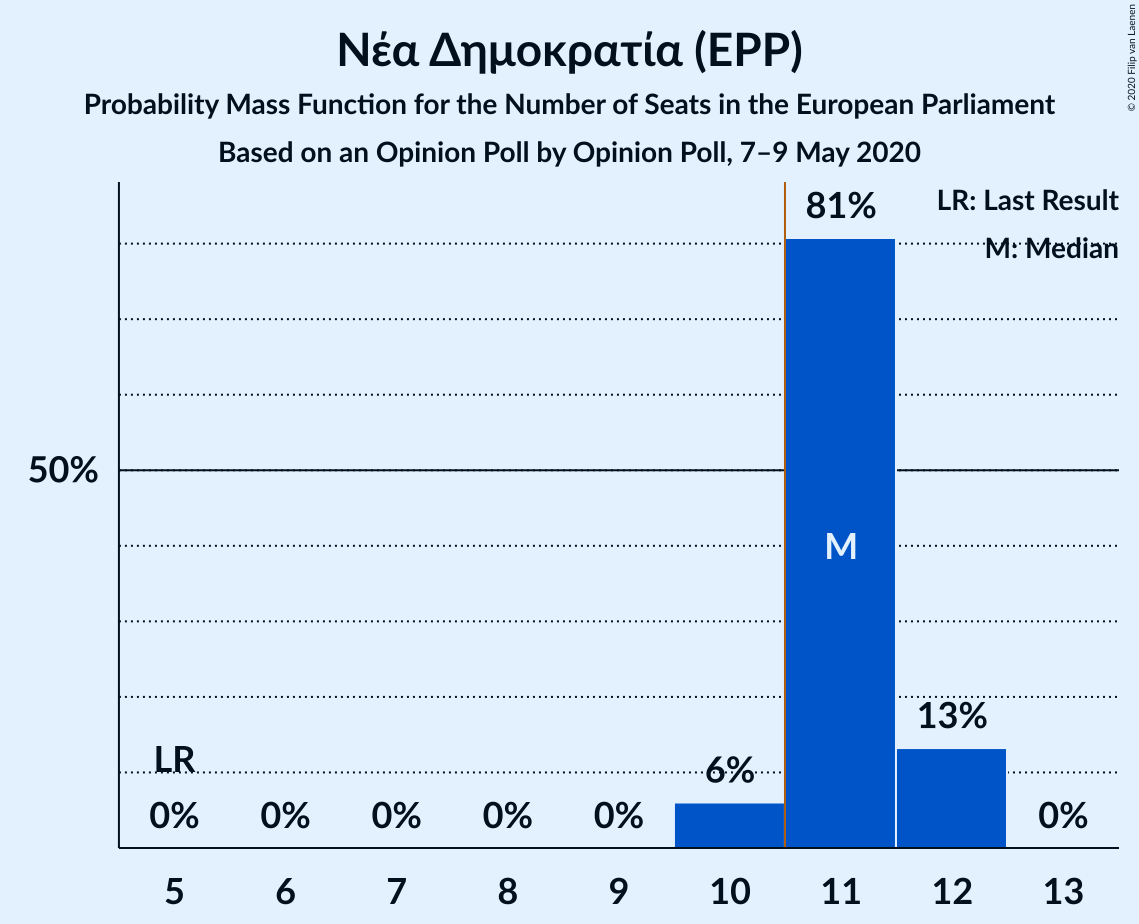 Νέα Δημοκρατία (EPP)
Probability Mass Function for the Number of Seats in the European Parliament
Based on an Opinion Poll by Opinion Poll, 7–9 May 2020
© 2020 Filip van Laenen
81%
LR: Last Result
M: Median
50%
M
13%
LR
6%
0% 0% 0% 0% 0% 0%
5 6 7 8 9 10 11 12 13